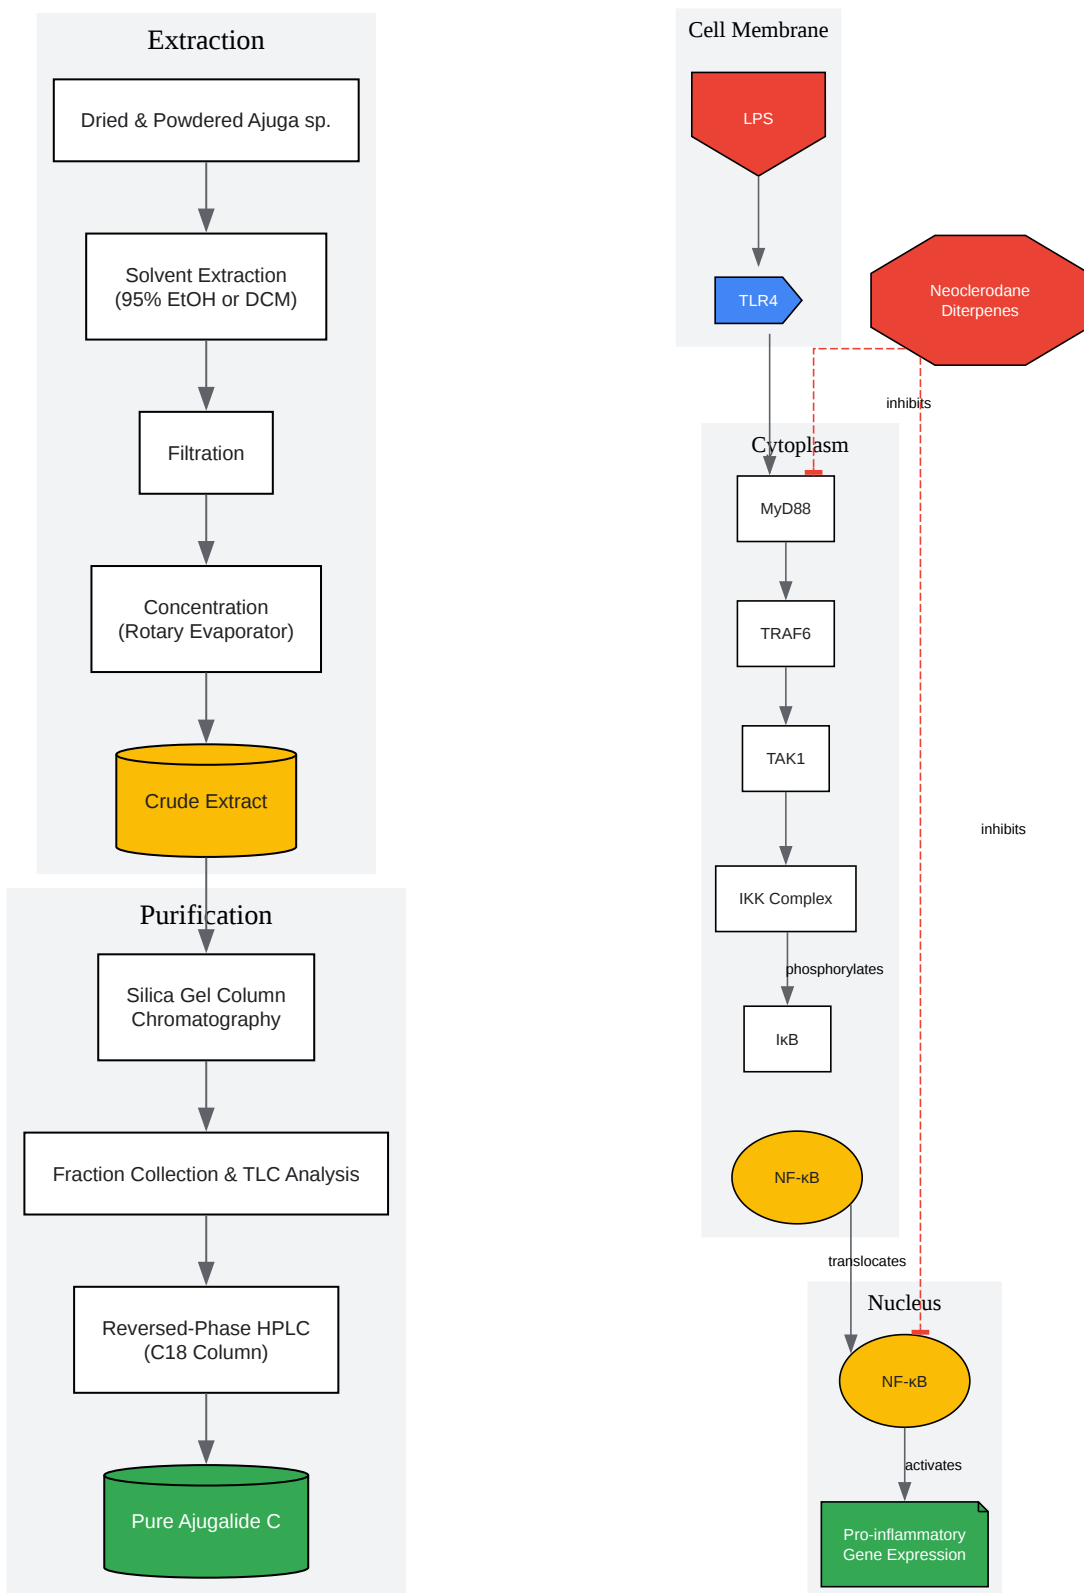 Extraction
Dried & Powdered Ajuga sp.
Solvent Extraction
(95% EtOH or DCM)
Filtration
Concentration
(Rotary Evaporator)
Crude Extract
Purification
Silica Gel Column
Chromatography
Fraction Collection & TLC Analysis
Reversed-Phase HPLC
(C18 Column)
Pure Ajugalide C
Cell Membrane
LPS
TLR4
Neoclerodane
Diterpenes
inhibits
Cytoplasm
MyD88
TRAF6
TAK1
inhibits
IKK Complex
phosphorylates
IκB
NF-κB
translocates
Nucleus
NF-κB
activates
Pro-inflammatory
Gene Expression